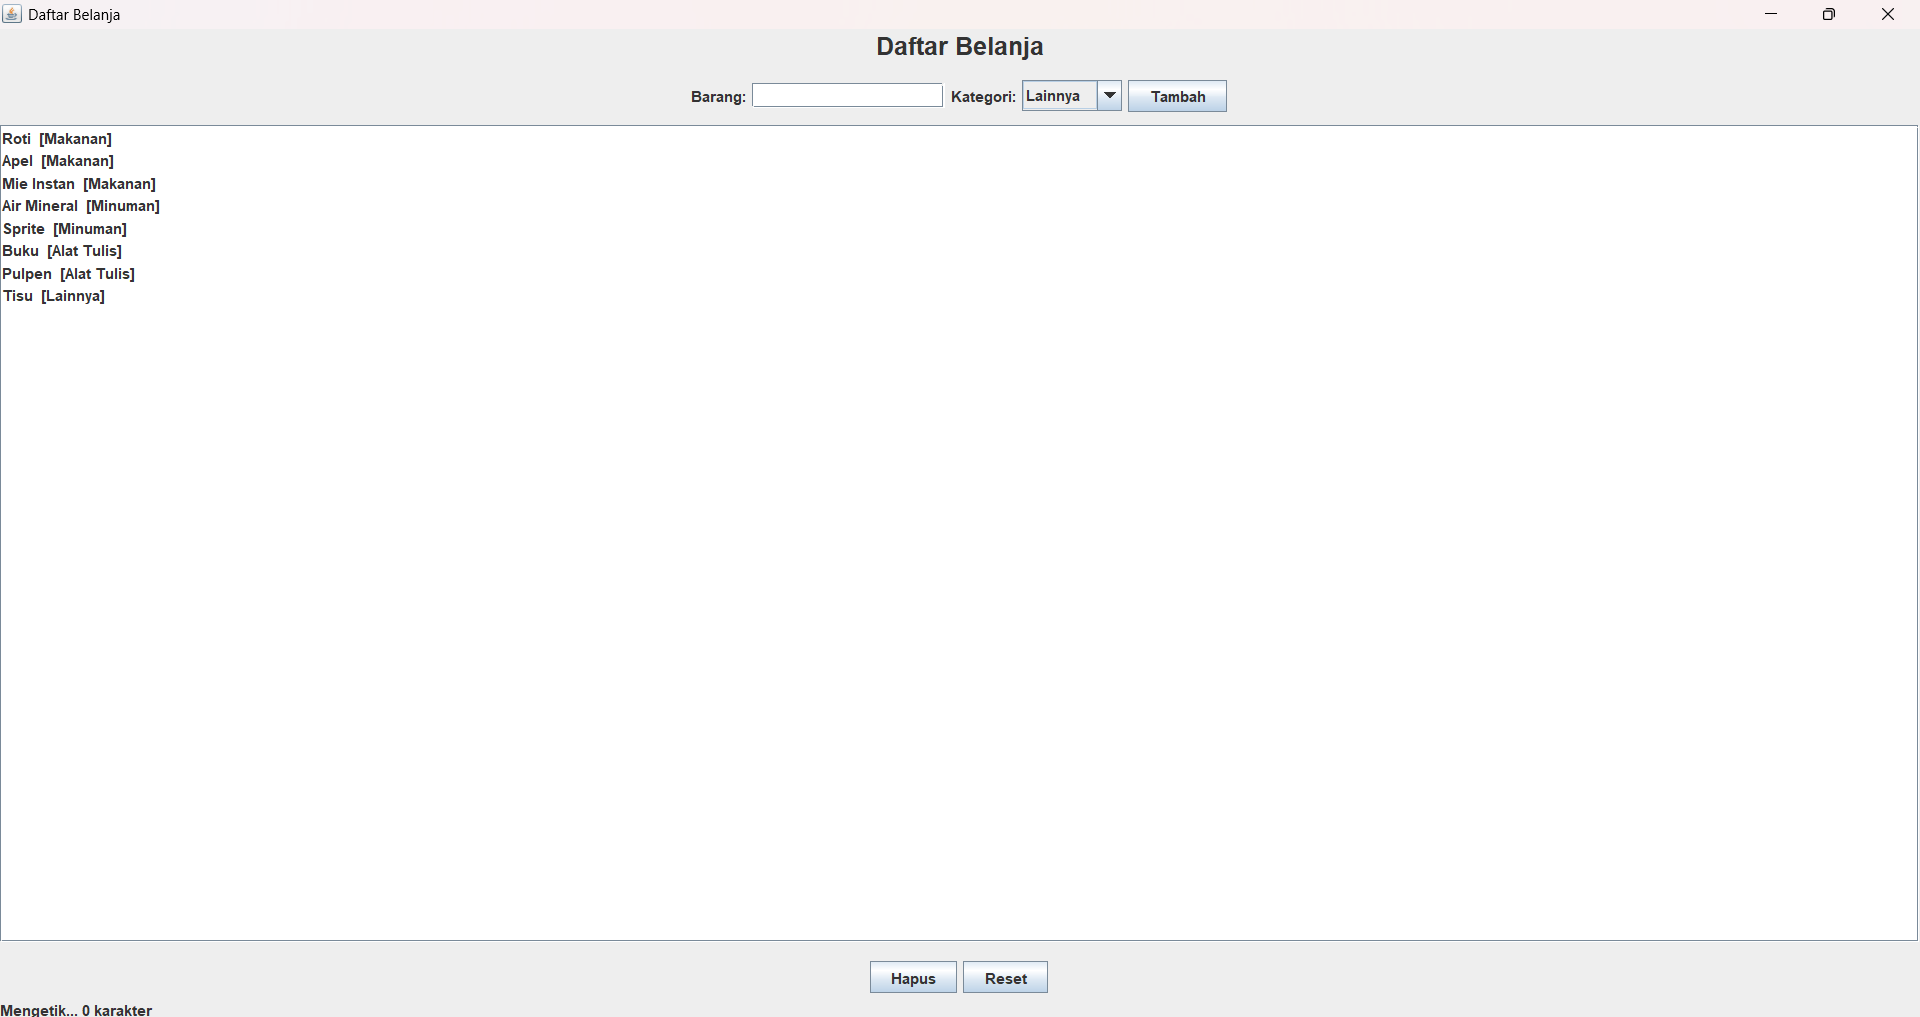 Daftar Belanja
Daftar Belanja
Barang: Kategori: Lainnya Tambah
Roti [Makanan]
Apel [Makanan]
Mie Instan [Makanan]
Air Mineral [Minuman]
Sprite [Minuman]
Buku [Alat Tulis]
Pulpen [Alat Tulis]
Tisu [Lainnya]
Hapus Reset
Mengetik... 0 karakter